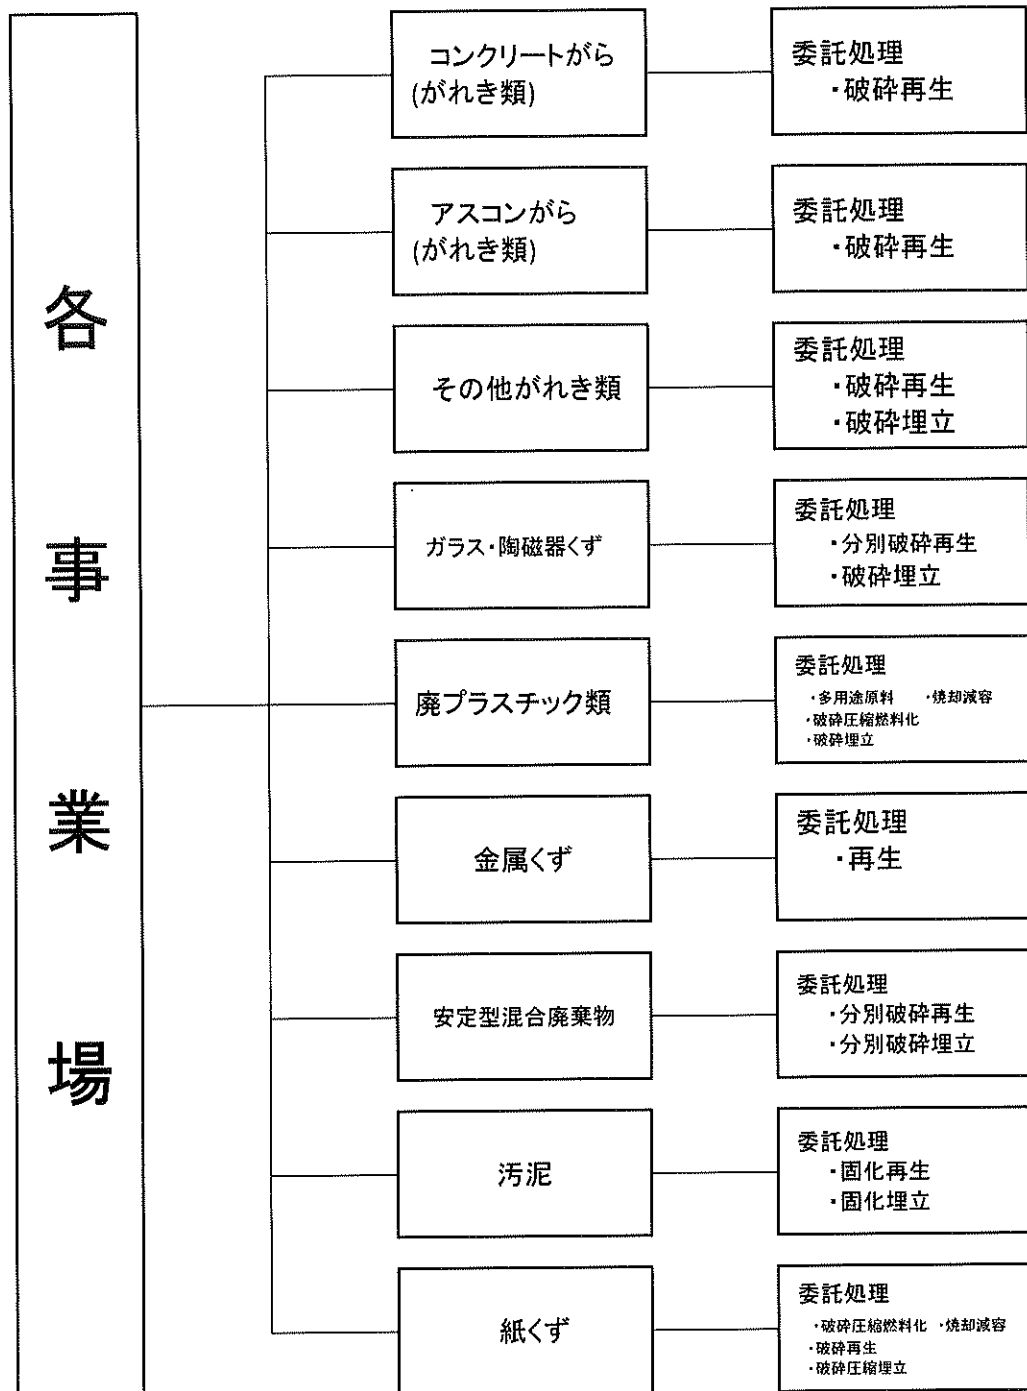 各事業場
コンクリートがら
(がれき類)
委託処理
・破砕再生
アスコンがら
(がれき類)
委託処理
・破砕再生
その他がれき類
委託処理
・破砕再生
・破砕埋立
ガラス・陶磁器くず
委託処理
・分別破砕再生
・破砕埋立
廃プラスチック類
委託処理
・多用途原料 ・焼却減容
・破砕圧縮燃料化
・破砕埋立
金属くず
委託処理
・再生
安定型混合廃棄物
委託処理
・分別破砕再生
・分別破砕埋立
汚泥
委託処理
・固化再生
・固化埋立
紙くず
委託処理
・破砕圧縮燃料化 ・焼却減容
・破砕再生
・破砕圧縮埋立